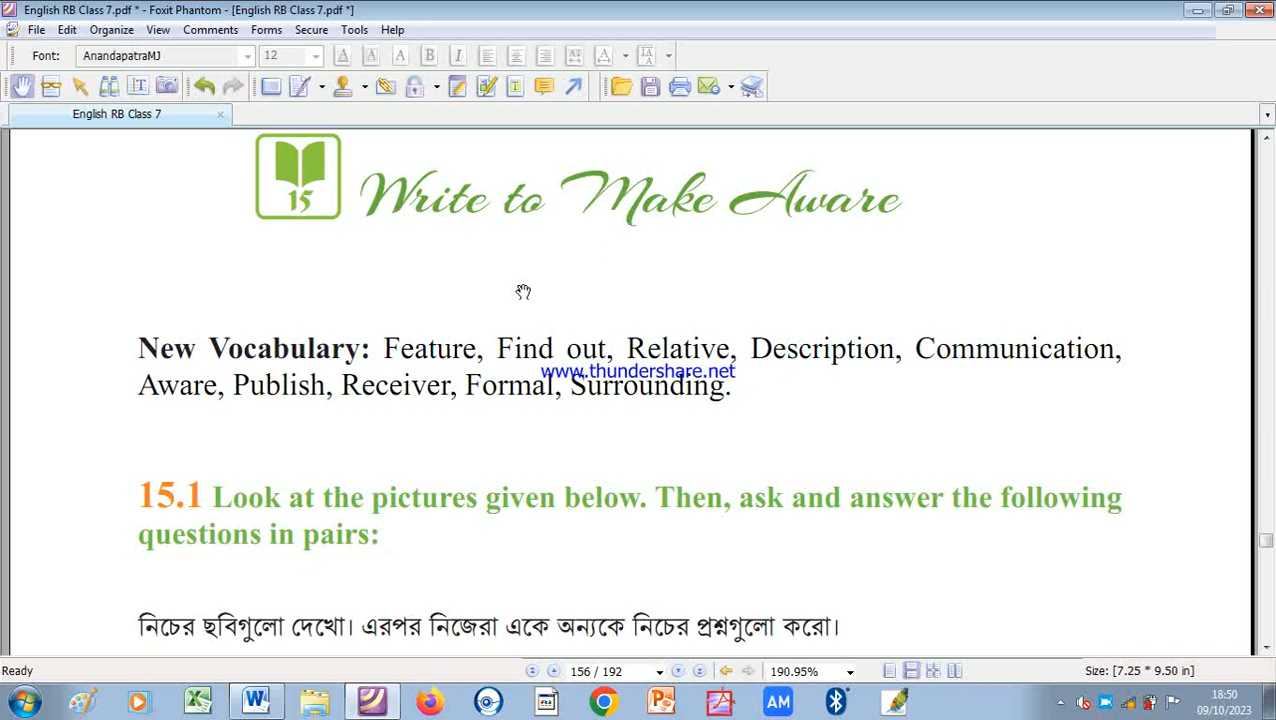 English RB Class 7.pdf * - Foxit Phantom - [English RB Class 7.pdf *]
File Edit Organize View Comments Forms Secure Tools Help
Font: AnandapatraMJ 12
English RB Class 7
15 Write to Make Aware
New Vocabulary: Feature, Find out, Relative, Description, Communication,
www.thundershare.net
Aware, Publish, Receiver, Formal, Surrounding.
15.1 Look at the pictures given below. Then, ask and answer the following
questions in pairs:
নিচের ছবিগুলো দেখো। এরপর নিজেরা একে অন্যকে নিচের প্রশ্নগুলো করো।
Ready 156 / 192 190.95% Size: [7.25 * 9.50 in]
AM 18:50
09/10/2023